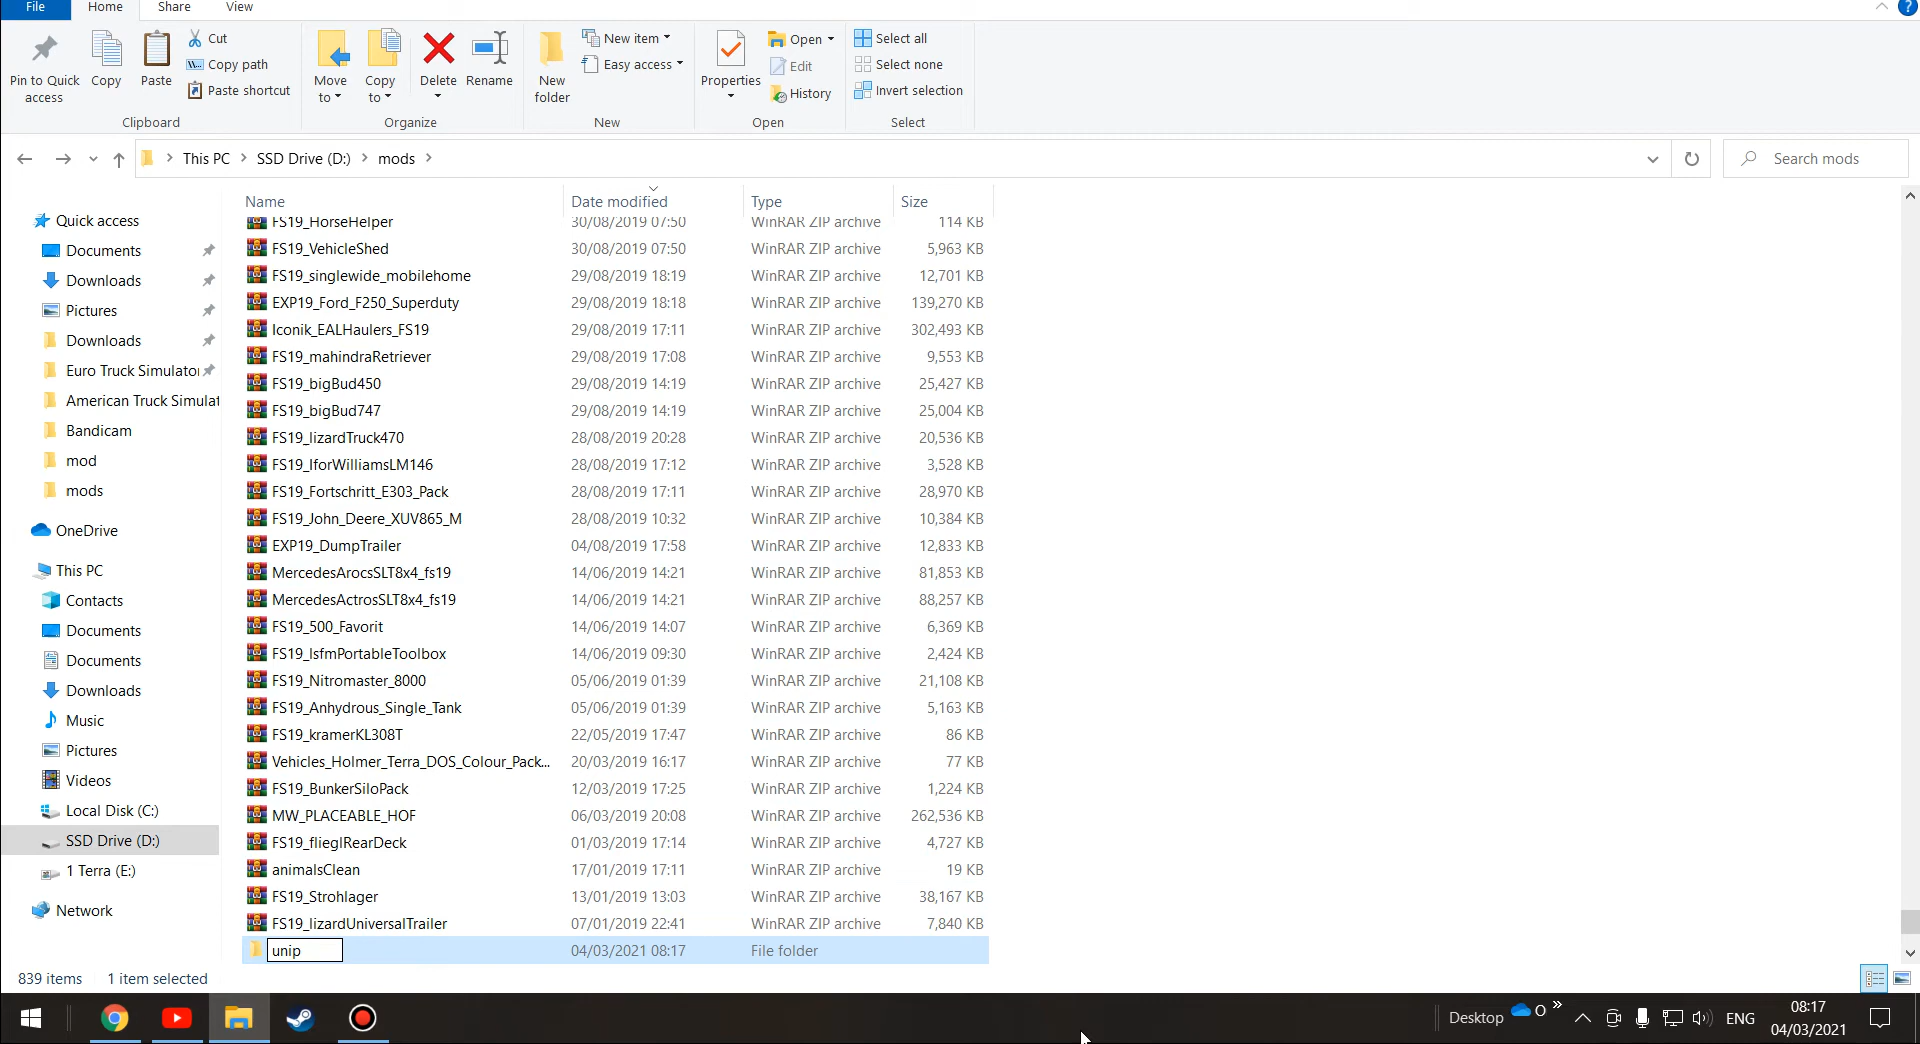 File Home Share View
Pin to Quick access
Copy
Paste
Cut
Copy path
Paste shortcut
Clipboard
Move to
Copy to
Delete
Rename
Organize
New folder
New item
Easy access
New
Properties
Open
Edit
History
Open
Select all
Select none
Invert selection
Select
This PC SSD Drive (D:) mods
Search mods
Quick access
Documents
Downloads
Pictures
Downloads
Euro Truck Simulato
American Truck Simulat
Bandicam
mod
mods
OneDrive
This PC
Contacts
Documents
Documents
Downloads
Music
Pictures
Videos
Local Disk (C:)
SSD Drive (D:)
1 Terra (E:)
Network
Name Date modified Type Size
FS19_HorseHelper 30/08/2019 07:50 WinRAR ZIP archive 114 KB
FS19_VehicleShed 30/08/2019 07:50 WinRAR ZIP archive 5,963 KB
FS19_singlewide_mobilehome 29/08/2019 18:19 WinRAR ZIP archive 12,701 KB
EXP19_Ford_F250_Superduty 29/08/2019 18:18 WinRAR ZIP archive 139,270 KB
Iconik_EALHaulers_FS19 29/08/2019 17:11 WinRAR ZIP archive 302,493 KB
FS19_mahindraRetriever 29/08/2019 17:08 WinRAR ZIP archive 9,553 KB
FS19_bigBud450 29/08/2019 14:19 WinRAR ZIP archive 25,427 KB
FS19_bigBud747 29/08/2019 14:19 WinRAR ZIP archive 25,004 KB
FS19_lizardTruck470 28/08/2019 20:28 WinRAR ZIP archive 20,536 KB
FS19_IforWilliamsLM146 28/08/2019 17:12 WinRAR ZIP archive 3,528 KB
FS19_Fortschritt_E303_Pack 28/08/2019 17:11 WinRAR ZIP archive 28,970 KB
FS19_John_Deere_XUV865_M 28/08/2019 10:32 WinRAR ZIP archive 10,384 KB
EXP19_DumpTrailer 04/08/2019 17:58 WinRAR ZIP archive 12,833 KB
MercedesArocsSLT8x4_fs19 14/06/2019 14:21 WinRAR ZIP archive 81,853 KB
MercedesActrosSLT8x4_fs19 14/06/2019 14:21 WinRAR ZIP archive 88,257 KB
FS19_500_Favorit 14/06/2019 14:07 WinRAR ZIP archive 6,369 KB
FS19_lsfmPortableToolbox 14/06/2019 09:30 WinRAR ZIP archive 2,424 KB
FS19_Nitromaster_8000 05/06/2019 01:39 WinRAR ZIP archive 21,108 KB
FS19_Anhydrous_Single_Tank 05/06/2019 01:39 WinRAR ZIP archive 5,163 KB
FS19_kramerKL308T 22/05/2019 17:47 WinRAR ZIP archive 86 KB
Vehicles_Holmer_Terra_DOS_Colour_Pack... 20/03/2019 16:17 WinRAR ZIP archive 77 KB
FS19_BunkerSiloPack 12/03/2019 17:25 WinRAR ZIP archive 1,224 KB
MW_PLACEABLE_HOF 06/03/2019 20:08 WinRAR ZIP archive 262,536 KB
FS19_flieglRearDeck 01/03/2019 17:14 WinRAR ZIP archive 4,727 KB
animalsClean 17/01/2019 17:11 WinRAR ZIP archive 19 KB
FS19_Strohlager 13/01/2019 13:03 WinRAR ZIP archive 38,167 KB
FS19_lizardUniversalTrailer 07/01/2019 22:41 WinRAR ZIP archive 7,840 KB
unip 04/03/2021 08:17 File folder
839 items 1 item selected
Desktop O » ENG 08:17
04/03/2021